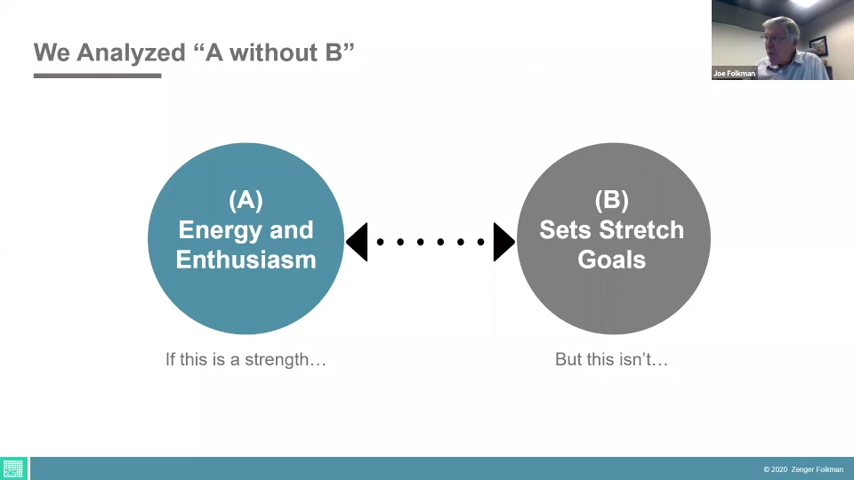 We Analyzed “A without B”
Joe Folkman
(A)
Energy and
Enthusiasm
(B)
Sets Stretch
Goals
If this is a strength…
But this isn’t…
© 2020 Zenger Folkman